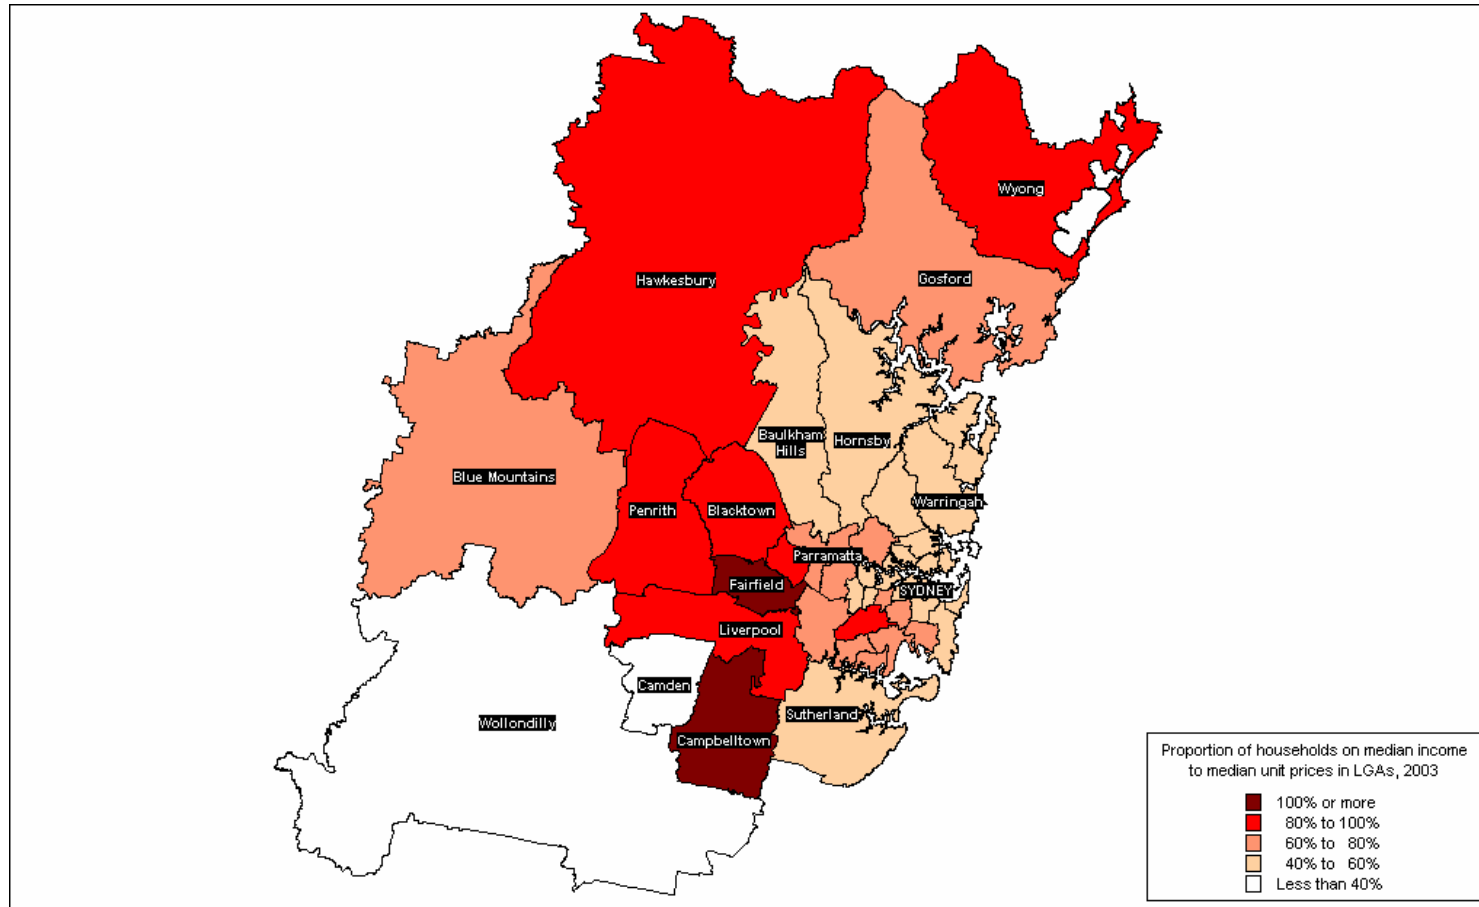 Wyong
Gosford
Hawkesbury
Baulkham
Hills
Hornsby
Blue Mountains
Warringah
Penrith
Blacktown
Parramatta
Fairfield
SYDNEY
Liverpool
Camden
Sutherland
Wollondilly
Campbelltown
Proportion of households on median income
to median unit prices in LGAs, 2003
100% or more
80% to 100%
60% to 80%
40% to 60%
Less than 40%